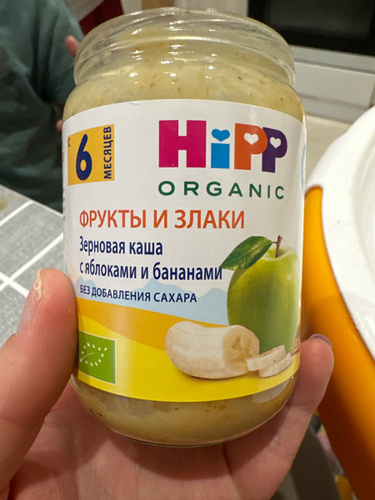 с 6 МЕСЯЦЕВ
HiPP
ORGANIC
ФРУКТЫ И ЗЛАКИ
Зерновая каша
с яблоками и бананами
БЕЗ ДОБАВЛЕНИЯ САХАРА